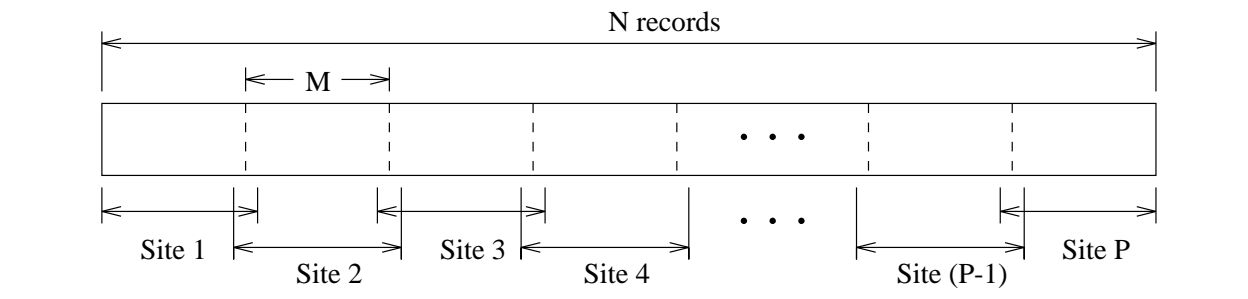 N records
M
Site 1
Site 3
Site P
Site 2
Site 4
Site (P-1)